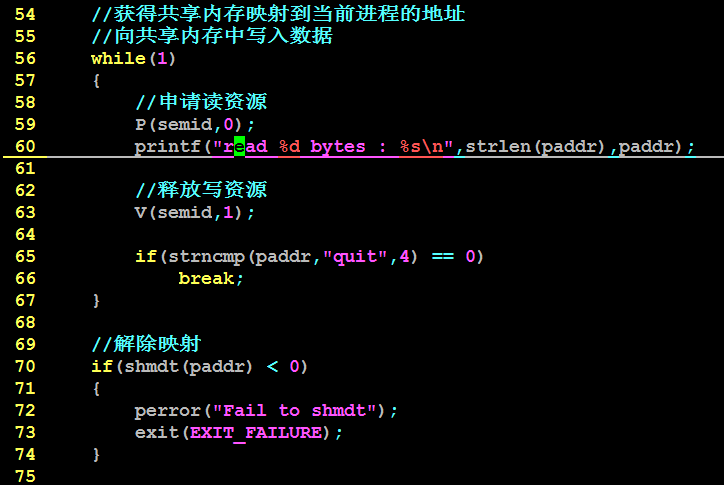 54 //获得共享内存映射到当前进程的地址
55 //向共享内存中写入数据
56 while(1)
57 {
58 //申请读资源
59 P(semid,0);
60 printf("read %d bytes : %s\n",strlen(paddr),paddr);
61
62 //释放写资源
63 V(semid,1);
64
65 if(strncmp(paddr,"quit",4) == 0)
66 break;
67 }
68
69 //解除映射
70 if(shmdt(paddr) < 0)
71 {
72 perror("Fail to shmdt");
73 exit(EXIT_FAILURE);
74 }
75